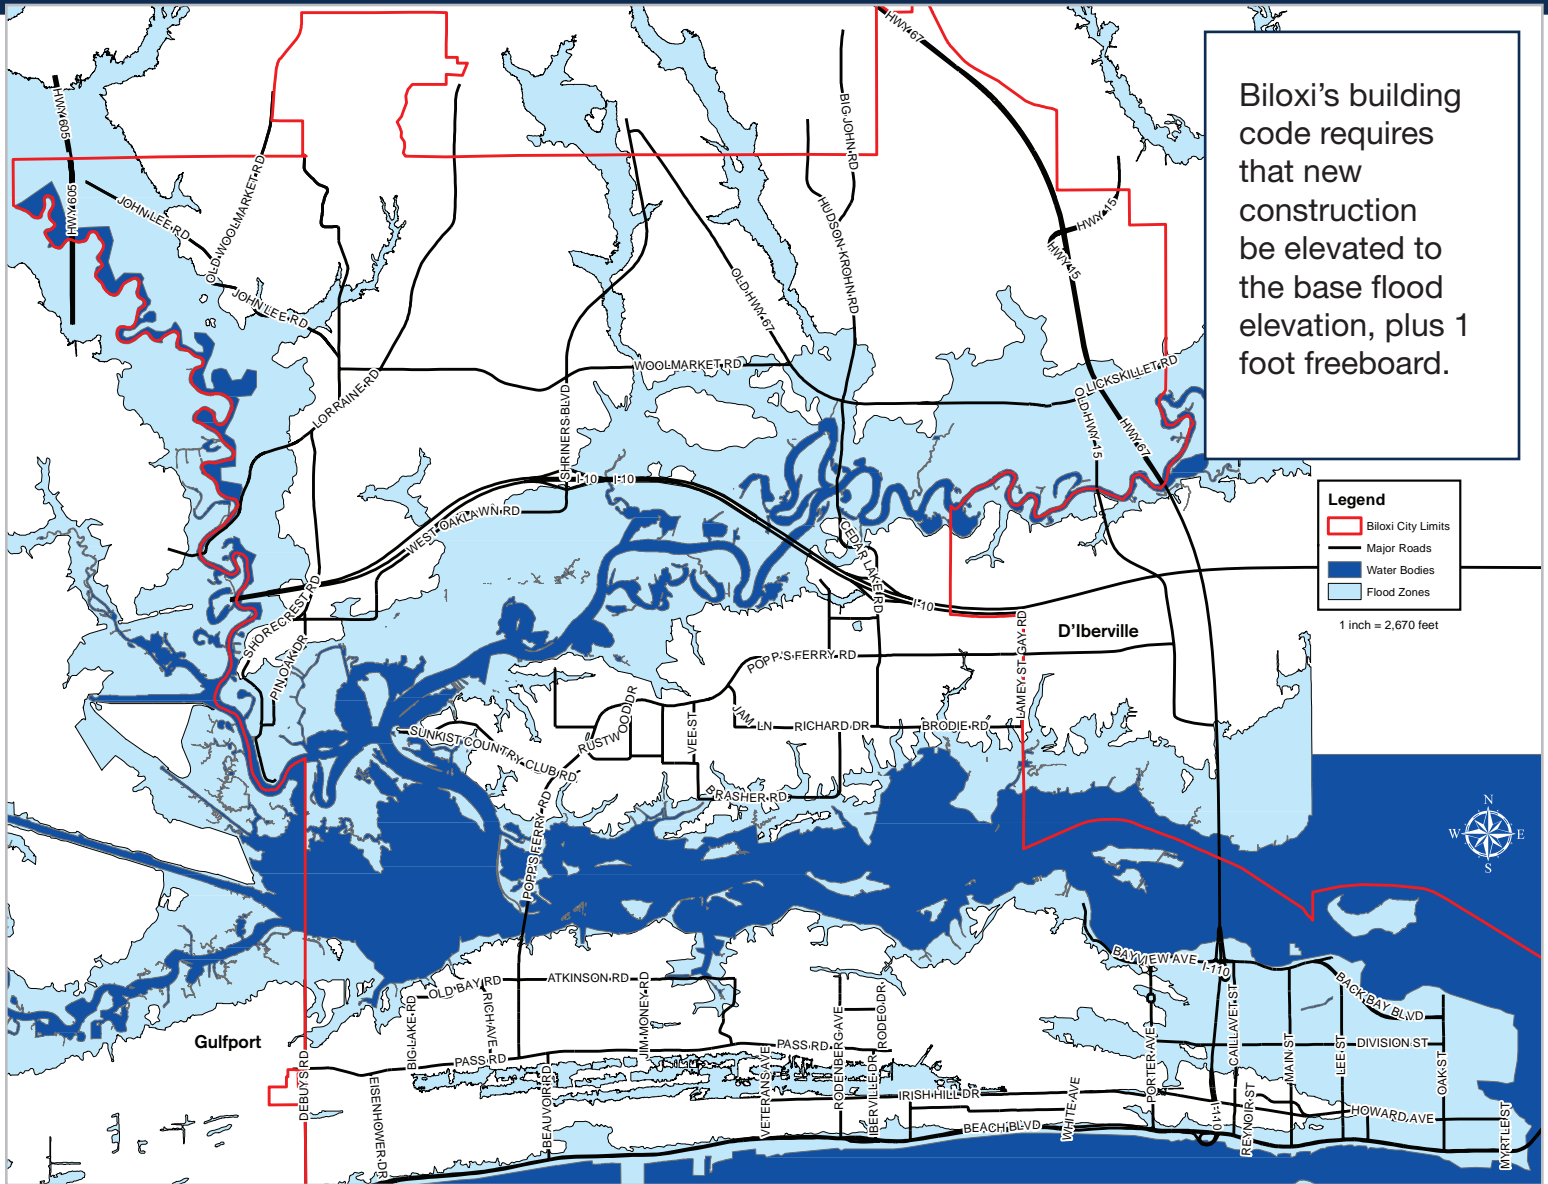 HWY 67
HWY 605
BIG JOHN RD
Biloxi's building
code requires
that new
construction
be elevated to
the base flood
elevation, plus 1
foot freeboard.
HWY 605
JOHN LEE RD
OLD WOOLMARKET RD
HUDSON-KROHN RD
HWY 15
HWY 15
OLD HWY 67
JOHN LEE RD
WOOLMARKET RD
LORRAINE RD
SHRINERS BLVD
OLD HWY 15
LICKSKILLET RD
HWY 67
I-10
I-10
WEST OAKLAWN RD
CEDAR LAKE RD
I-10
Legend
Biloxi City Limits
Major Roads
Water Bodies
Flood Zones
1 inch = 2,670 feet
SHORECREST RD
PIN OAK DR
D'Iberville
LAMEY ST GAY RD
POPP'S FERRY RD
JAM LN
RICHARD DR
BRODIE RD
RUSTWOOD DR
VEE ST
SUNKIST COUNTRY CLUB RD
BRASHER RD
POPP'S FERRY RD
N
W
E
S
BAYVIEW AVE
I-110
BACK BAY BLVD
OLD BAY RD
ATKINSON RD
BIG LAKE RD
RICH AVE
JIM MONEY RD
RODENBERG AVE
RODEO DR
CAILLAVET ST
Gulfport
PASS RD
PASS RD
DIVISION ST
DEBUYS RD
EISENHOWER DR
BEAUVOIR RD
VETERANS AVE
IBERVILLE DR
IRISH HILL DR
WHITE AVE
PORTER AVE
MAIN ST
LEE ST
OAK ST
BEACH BLVD
I-110
REYNOIR ST
HOWARD AVE
MYRTLE ST